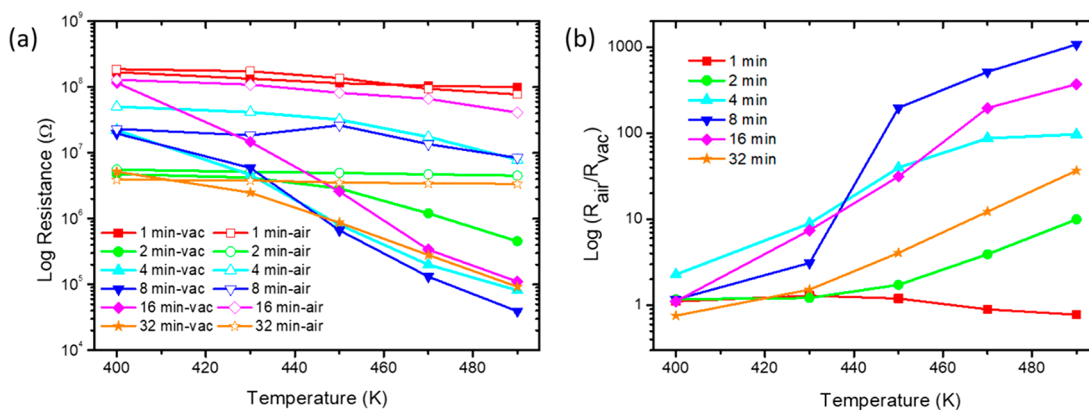 (a)
Log Resistance (Ω)
10⁹
10⁸
10⁷
10⁶
10⁵
10⁴
1 min-vac 1 min-air
2 min-vac 2 min-air
4 min-vac 4 min-air
8 min-vac 8 min-air
16 min-vac 16 min-air
32 min-vac 32 min-air
400 420 440 460 480
Temperature (K)
(b)
Log (Rair/Rvac)
1000
100
10
1
1 min
2 min
4 min
8 min
16 min
32 min
400 420 440 460 480
Temperature (K)